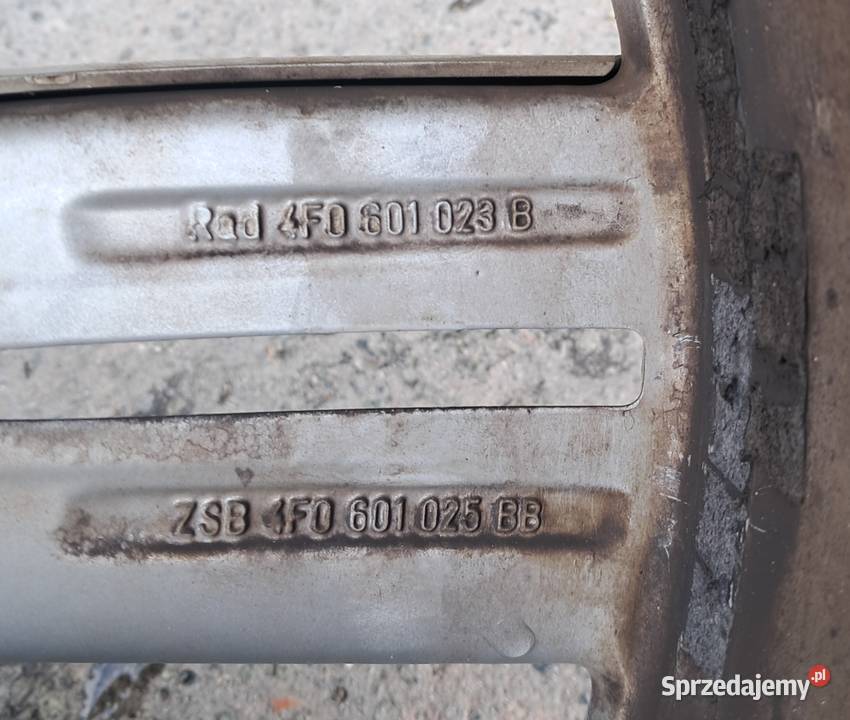 Rad 4F0 601 023 B
ZSB 4F0 601 025 BB
Sprzedajemy.pl